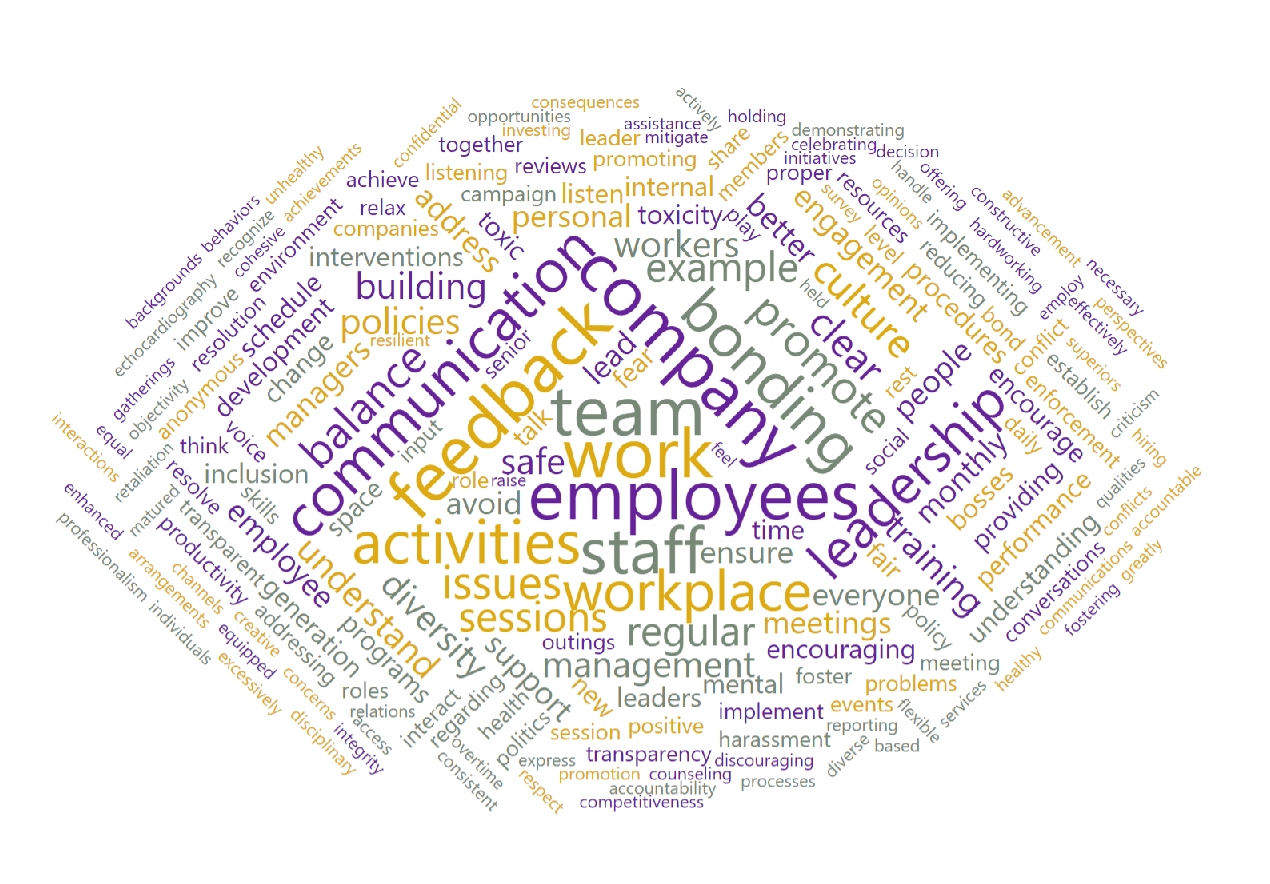 consequences
actively
opportunities
confidential
investing
assistance
holding
together
leader
mitigate
share
demonstrating
celebrating
decision
initiatives
unhealthy
achievements
achieve
listening
reviews
promoting
members
proper
handle
offering
campaign
listen
internal
resources
opinions
survey
constructive
advancement
behaviors
recognize
cohesive
environment
relax
address
toxic
personal
toxicity
play
better
engagement
level
implementing
hardworking
companies
workers
backgrounds
interventions
communication
company
example
culture
procedures
reducing
necessary
echocardiography
improve
resolution
schedule
building
held
promote
clear
bond
employ
effectively
perspectives
development
change
policies
resilient
senior
feedback
lead
fear
bonding
conflict
superiors
gatherings
objectivity
anonymous
managers
balance
rest
people
encourage
enforcement
establish
criticism
interactions
equal
think
voice
input
talk
team
work
feel
social
leadership
daily
hiring
retaliation
resolve
inclusion
space
safe
role
raise
employees
monthly
bosses
providing
performance
qualities
enhanced
matured
skills
avoid
conflicts
accountable
professionalism
productivity
transparent
employee
activities
staff
ensure
time
fair
training
understanding
conversations
communications
greatly
arrangements
channels
creative
addressing
generation
understand
diversity
issues
workplace
everyone
policy
fostering
individuals
equipped
programs
sessions
regular
meetings
excessively
concerns
support
outings
encouraging
management
meeting
healthy
disciplinary
integrity
roles
relations
access
interact
regarding
health
new
leaders
mental
foster
problems
services
politics
session
positive
implement
events
flexible
overtime
consistent
express
respect
transparency
harassment
reporting
based
diverse
discouraging
promotion
counseling
processes
accountability
competitiveness